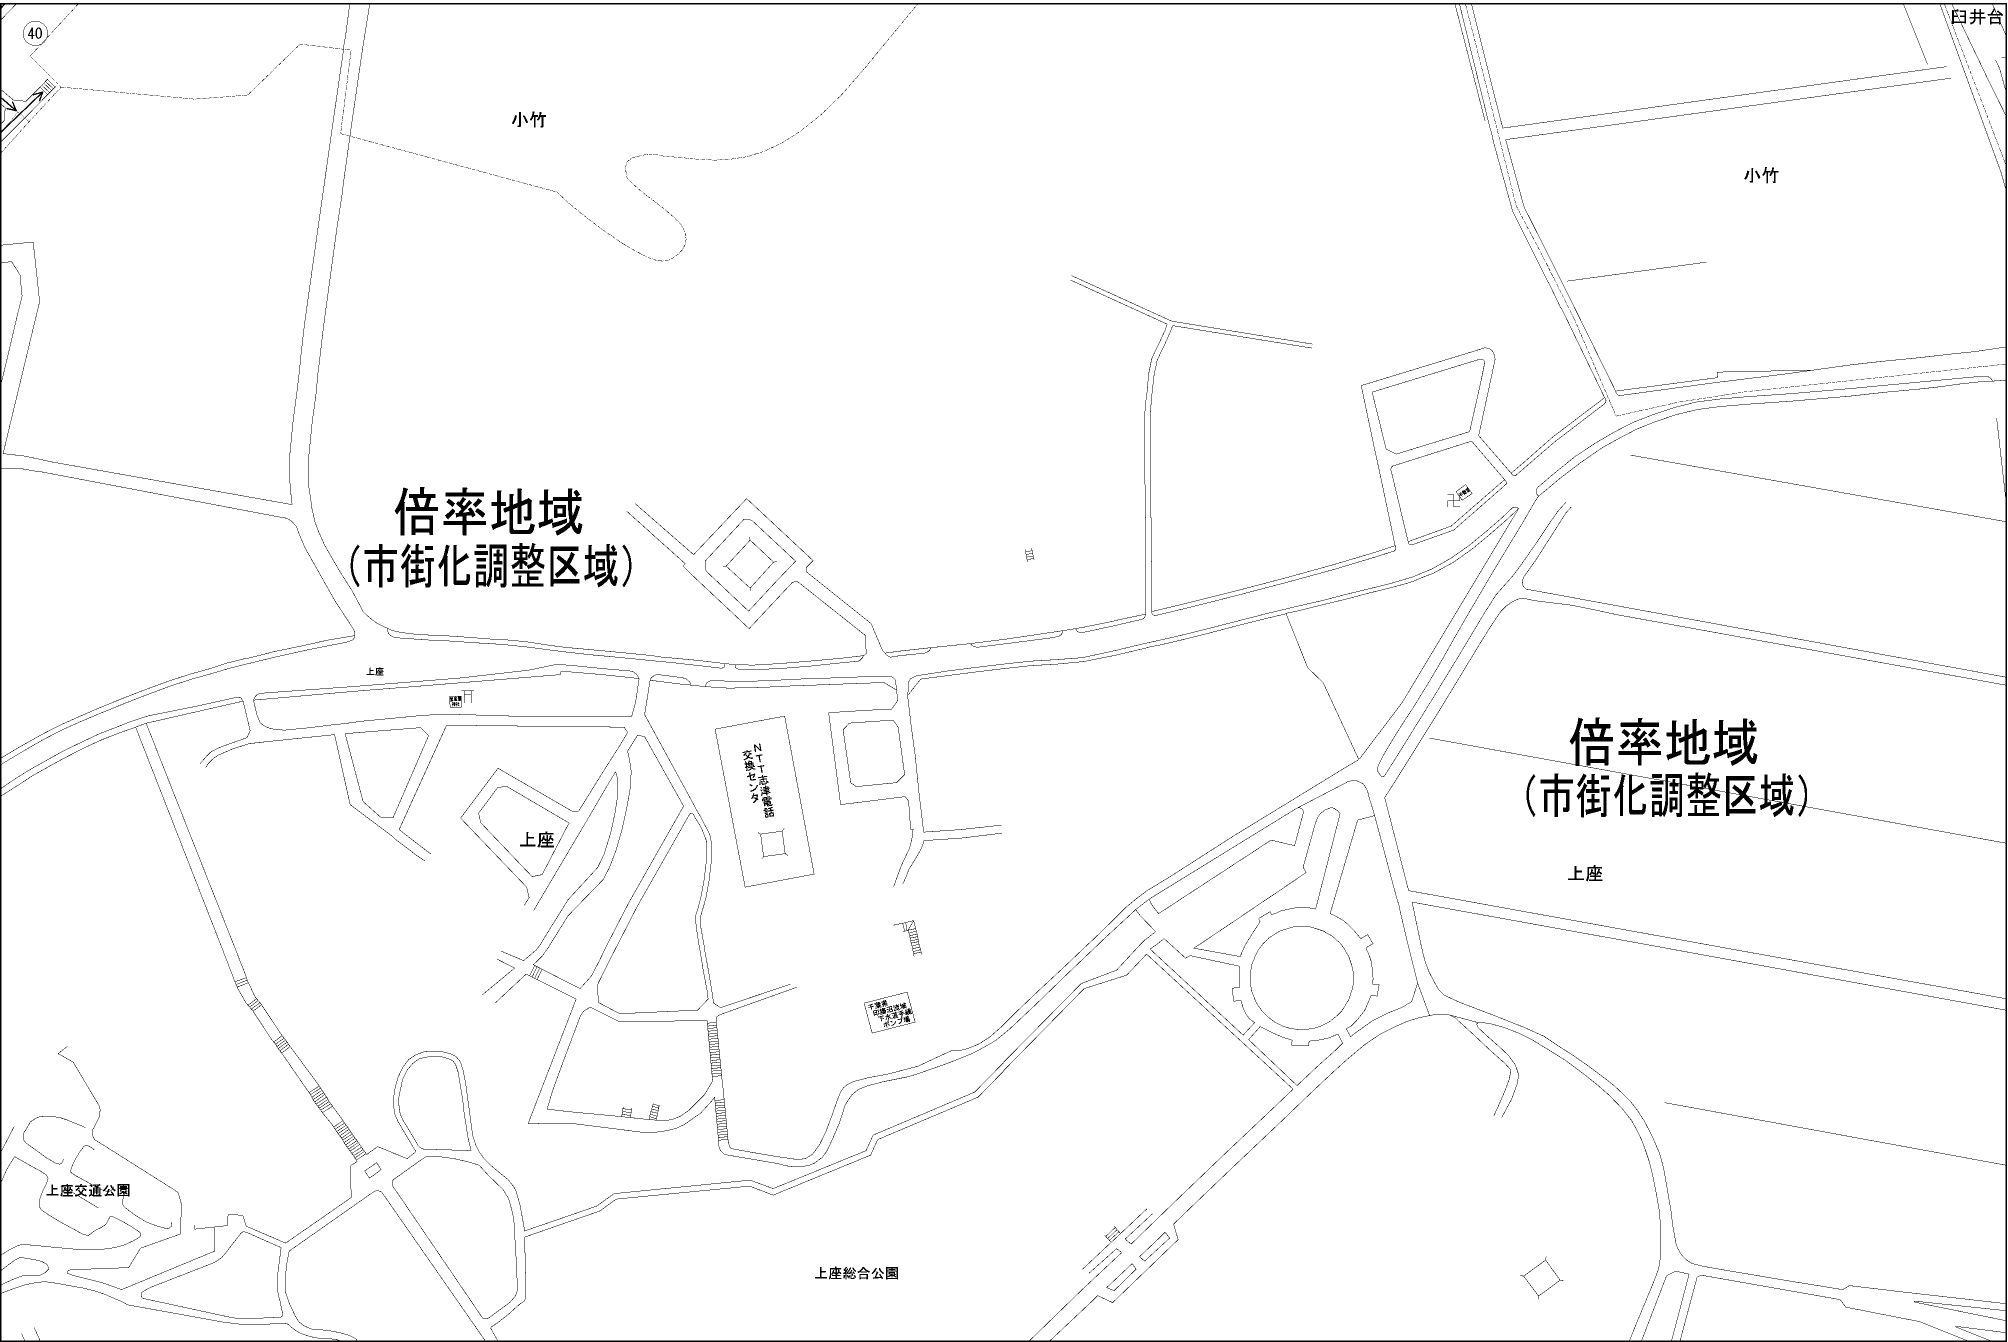 臼井台
40
小竹
小竹
倍率地域
(市街化調整区域)
上座
NTT志津電話
交換センタ
倍率地域
(市街化調整区域)
上座
上座
千葉県
印旛沼流域
下水道手繰
ポンプ場
上座交通公園
上座総合公園